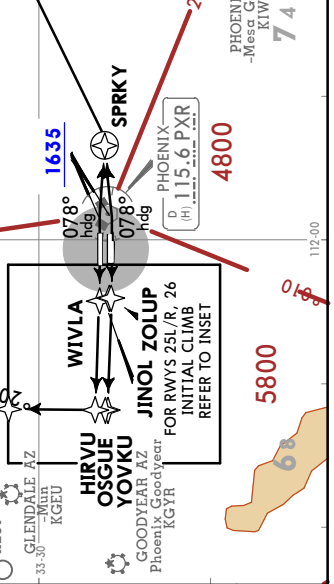 PHOENIX
-Mesa G
KIW
7 4
SPRKY
1635
078°
hdg
078°
hdg
PHOENIX
D
(H)
115.6 PXR
4800
112-00
WIVLA
JINOL
ZOLUP
FOR RWYS 25L/R, 26
INITIAL CLIMB
REFER TO INSET
5800
010°
HIRVU
OSGUE
YOVKU
GLENDALE AZ
-Mun
KGEU
33-30
GOODYEAR AZ
Phoenix Goodyear
KGYR
6 8